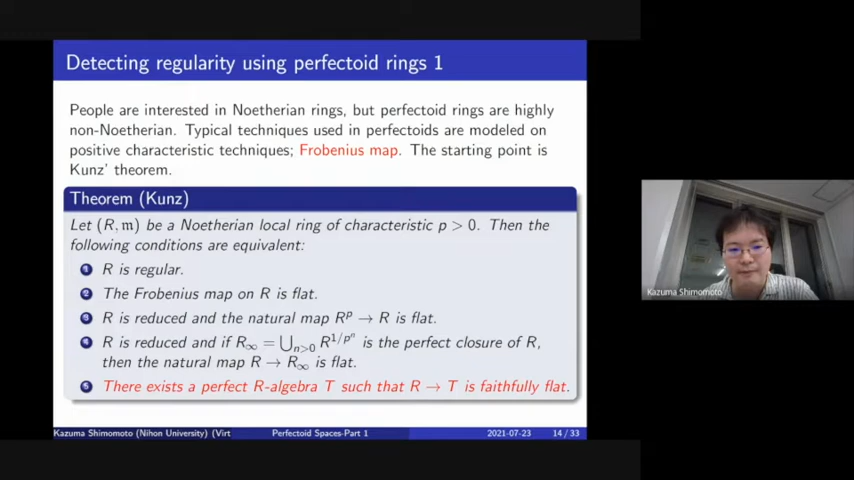 Detecting regularity using perfectoid rings 1
People are interested in Noetherian rings, but perfectoid rings are highly
non-Noetherian. Typical techniques used in perfectoids are modeled on
positive characteristic techniques; Frobenius map. The starting point is
Kunz' theorem.
Theorem (Kunz)
Let (R, 𝔪) be a Noetherian local ring of characteristic p > 0. Then the
following conditions are equivalent:
1 R is regular.
2 The Frobenius map on R is flat.
3 R is reduced and the natural map R^p → R is flat.
4 R is reduced and if R_∞ = ⋃_{n>0} R^{1/p^n} is the perfect closure of R,
then the natural map R → R_∞ is flat.
5 There exists a perfect R-algebra T such that R → T is faithfully flat.
Kazuma Shimomoto
Kazuma Shimomoto (Nihon University) (Virt
Perfectoid Spaces-Part 1
2021-07-23
14 / 33